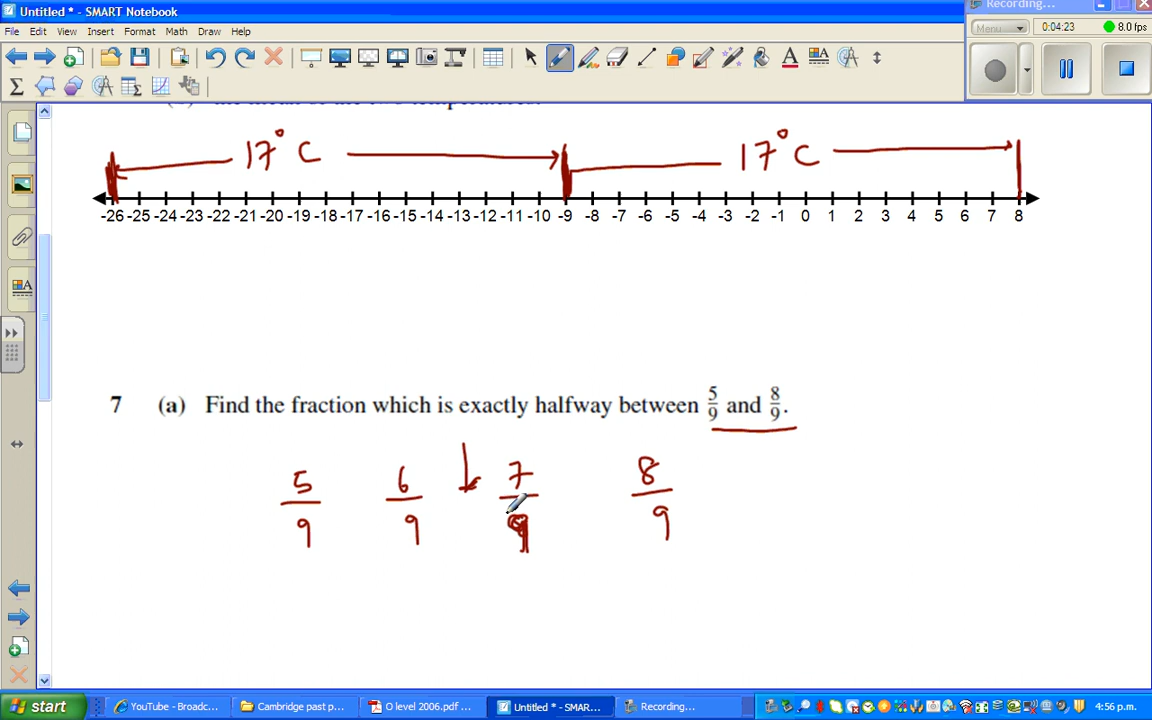 Untitled * - SMART Notebook
Recording...
File Edit View Insert Format Math Draw Help
Menu
0:04:23
8.0 fps
17°C 17°C
-26 -25 -24 -23 -22 -21 -20 -19 -18 -17 -16 -15 -14 -13 -12 -11 -10 -9 -8 -7 -6 -5 -4 -3 -2 -1 0 1 2 3 4 5 6 7 8
7 (a) Find the fraction which is exactly halfway between 5/9 and 8/9.
5 6 7 8
9 9 9 9
start
YouTube - Broadc...
Cambridge past p...
O level 2006.pdf ...
Untitled * - SMAR...
Recording...
4:56 p.m.